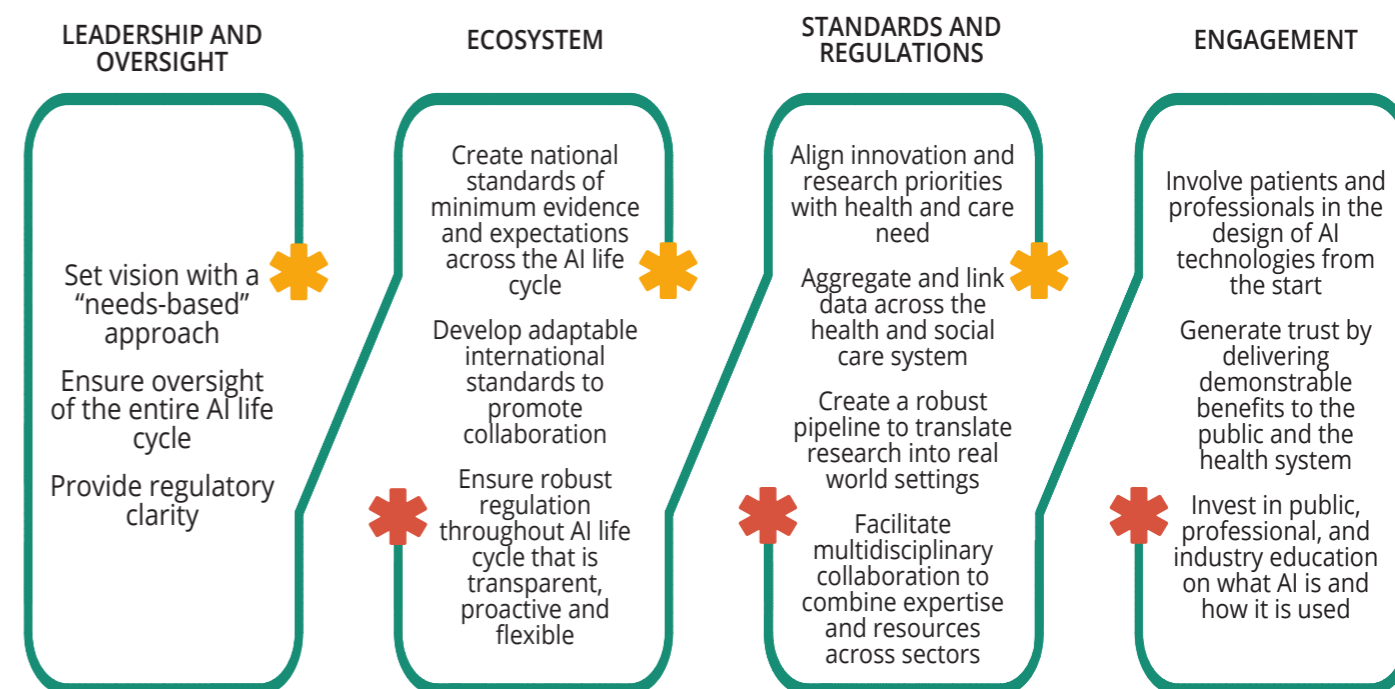 LEADERSHIP AND
OVERSIGHT
Set vision with a
“needs-based”
approach
Ensure oversight
of the entire AI life
cycle
Provide regulatory
clarity
ECOSYSTEM
Create national
standards of
minimum evidence
and expectations
across the AI life
cycle
Develop adaptable
international
standards to
promote
collaboration
Ensure robust
regulation
throughout AI life
cycle that is
transparent,
proactive and
flexible
STANDARDS AND
REGULATIONS
Align innovation and
research priorities
with health and care
need
Aggregate and link
data across the
health and social
care system
Create a robust
pipeline to translate
research into real
world settings
Facilitate
multidisciplinary
collaboration to
combine expertise
and resources
across sectors
ENGAGEMENT
Involve patients and
professionals in the
design of AI
technologies from
the start
Generate trust by
delivering
demonstrable
benefits to the
public and the
health system
Invest in public,
professional, and
industry education
on what AI is and
how it is used